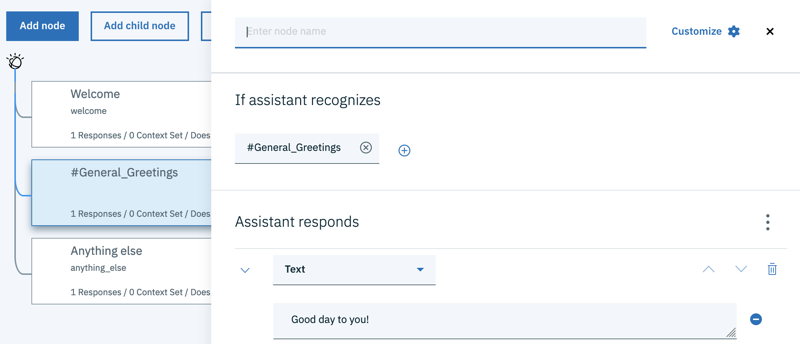 Add node
Add child node
Enter node name
Customize
Welcome
welcome
1 Responses / 0 Context Set / Does
If assistant recognizes
#General_Greetings
#General_Greetings
1 Responses / 0 Context Set / Does
Assistant responds
Anything else
anything_else
1 Responses / 0 Context Set / Does
Text
Good day to you!